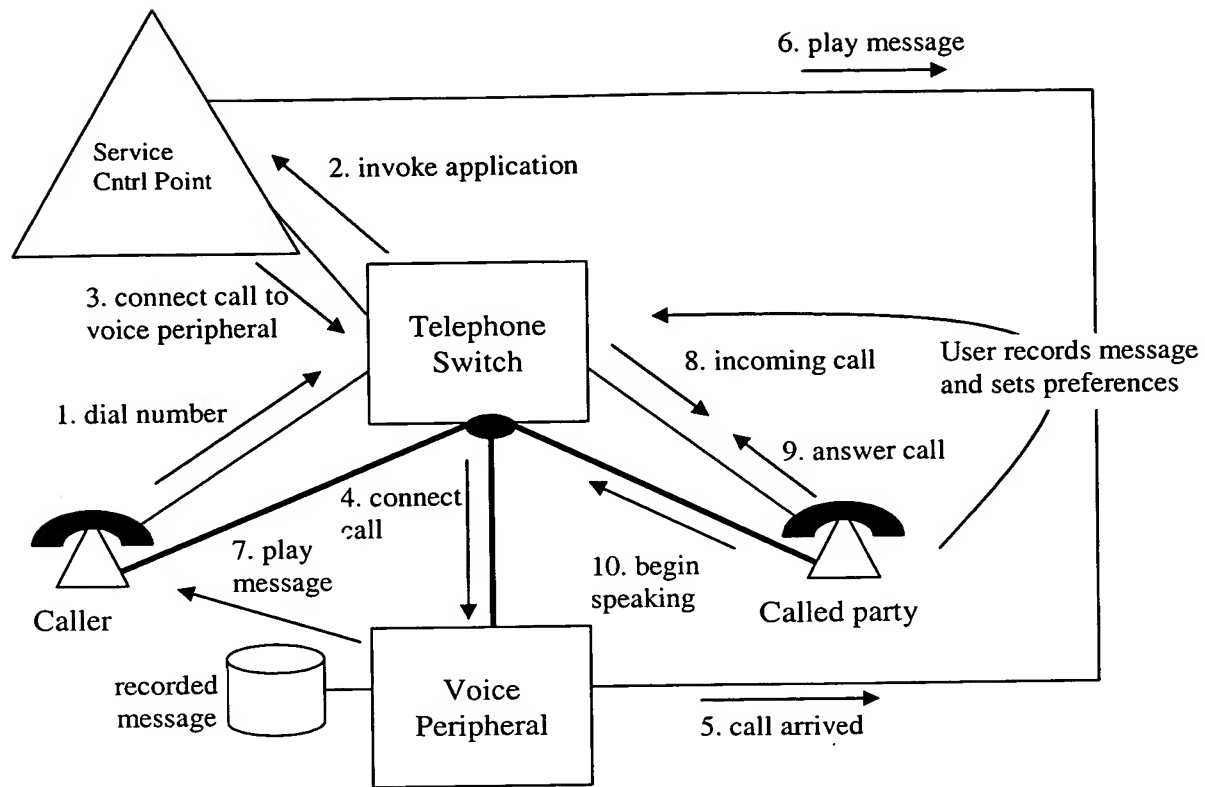 6. play message
Service
Cntrl Point
2. invoke application
3. connect call to
voice peripheral
Telephone
Switch
8. incoming call
User records message
and sets preferences
1. dial number
9. answer call
4. connect
call
7. play
message
10. begin
speaking
Caller
Called party
recorded
message
Voice
Peripheral
5. call arrived